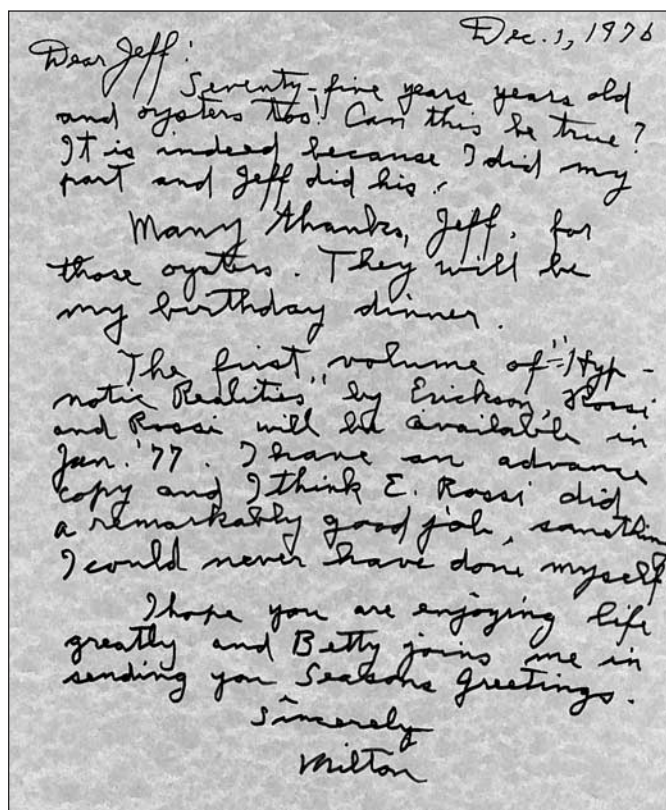 Dec. 1, 1976
Dear Jeff:
Seventy-five years years old
and oysters too! Can this be true?
It is indeed because I did my
part and Jeff did his.
Many thanks, Jeff, for
those oysters. They will be
my birthday dinner.
The first volume of "Hyp-
notic Realities" by Erickson, Rossi
and Rossi will be available in
Jan. '77. I have an advance
copy and I think E. Rossi did
a remarkably good job, somethin
I could never have done myself
I hope you are enjoying life
greatly and Betty joins me in
sending you Seasons Greetings.
Sincerely
Milton